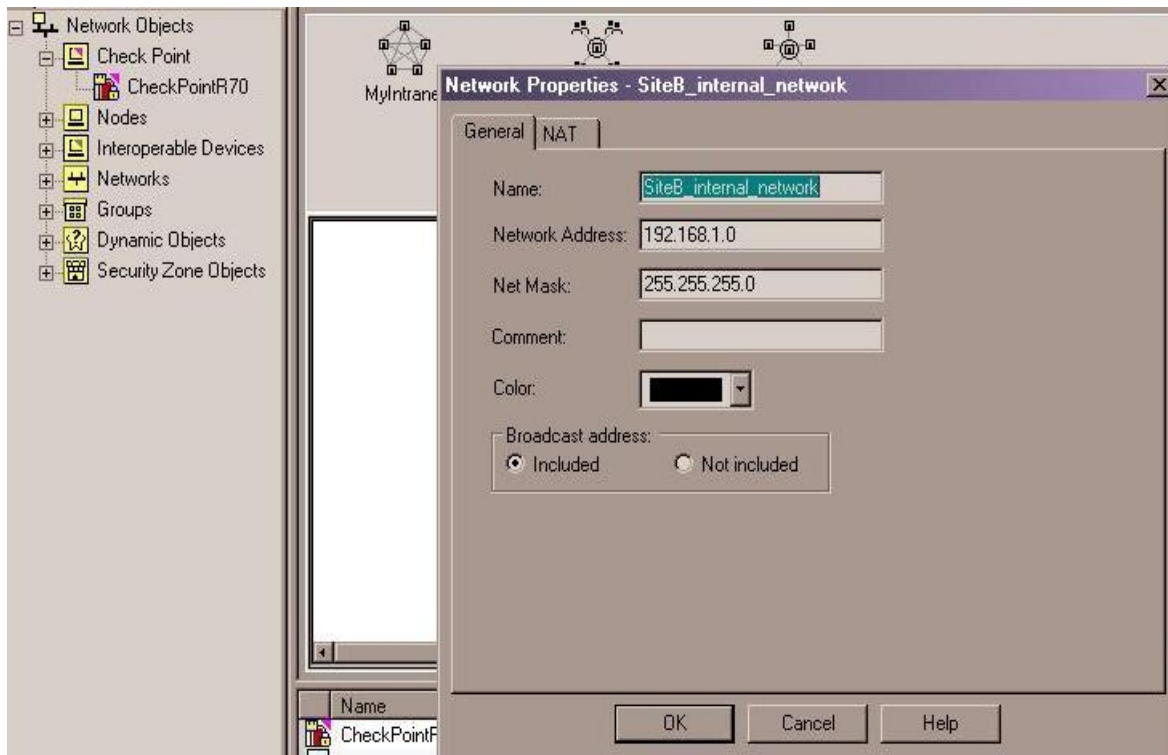 Network Objects
Check Point
CheckPointR70
Nodes
Interoperable Devices
Networks
Groups
Dynamic Objects
Security Zone Objects
MyIntrane
Network Properties - SiteB_internal_network
General
NAT
Name: SiteB_internal_network
Network Address: 192.168.1.0
Net Mask: 255.255.255.0
Comment:
Color:
Broadcast address:
Included Not included
OK Cancel Help
Name
CheckPointF